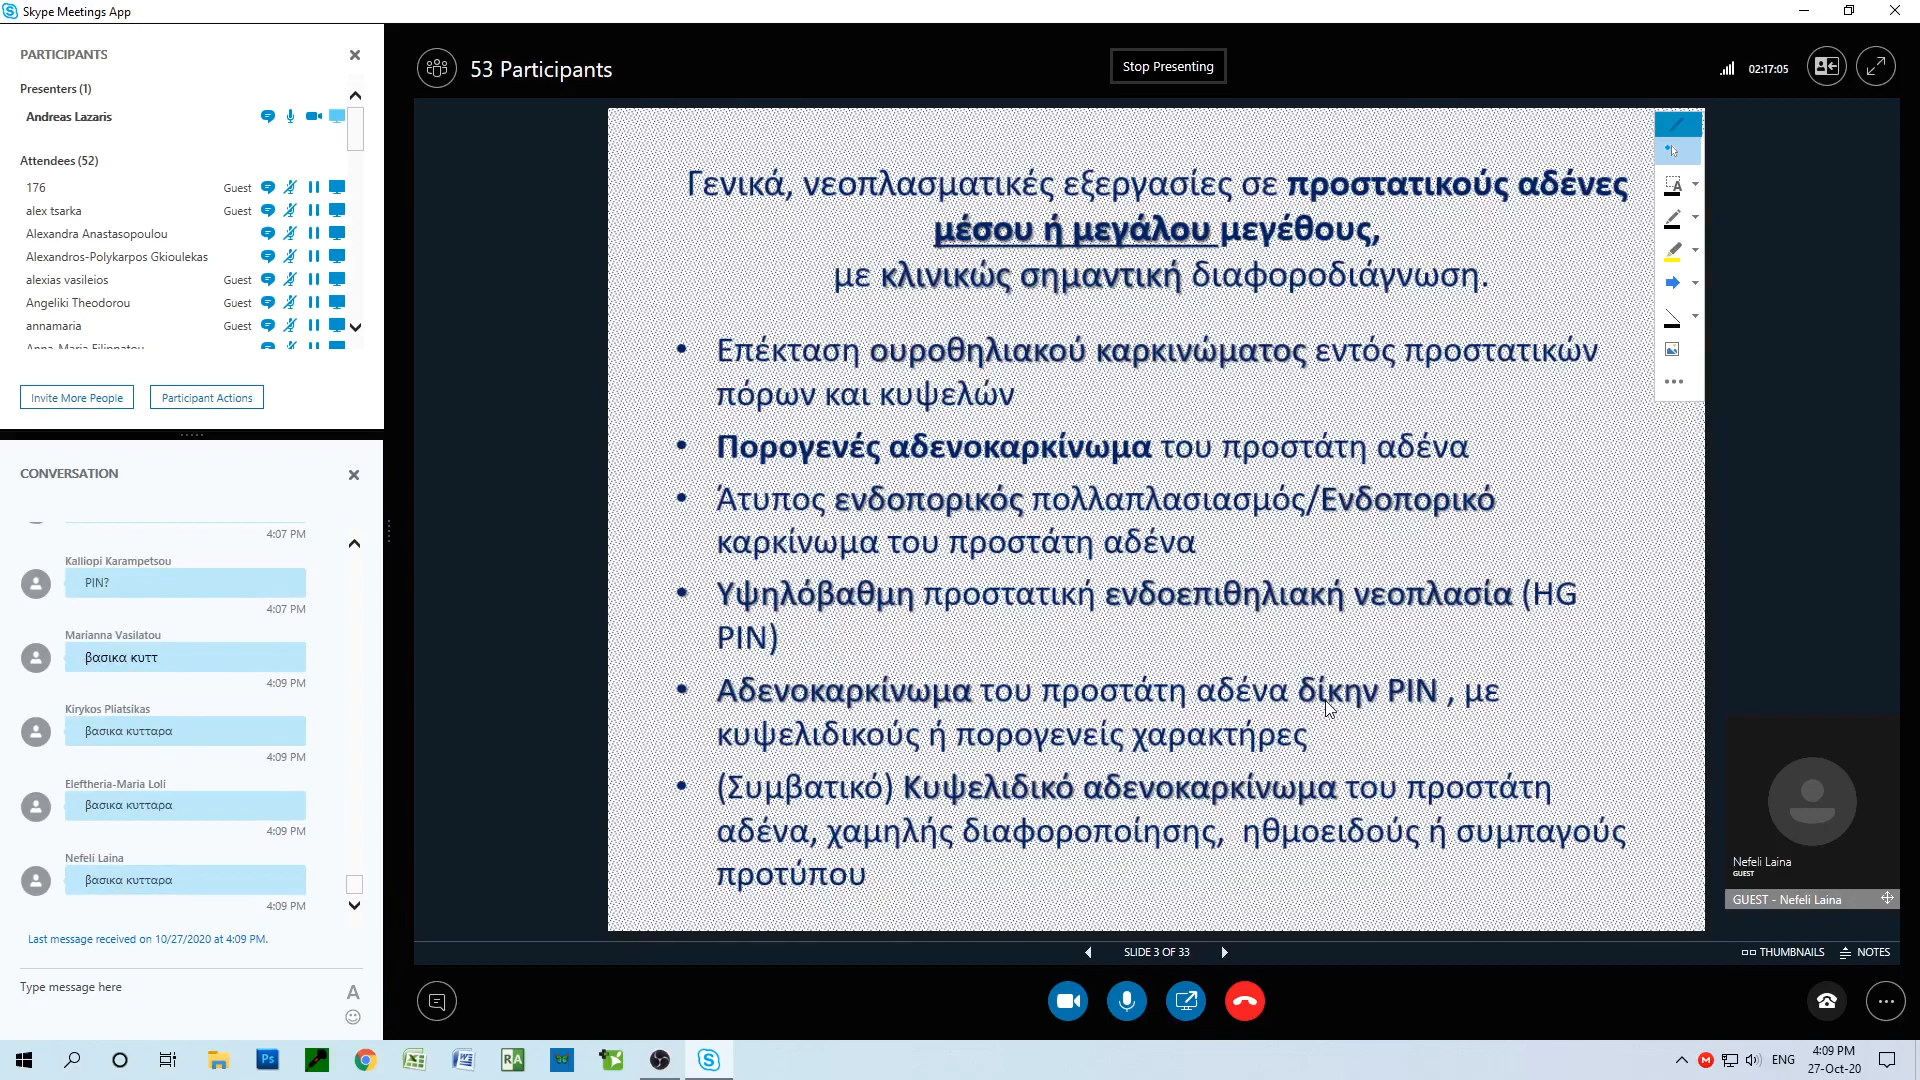 Skype Meetings App
PARTICIPANTS
Presenters (1)
Andreas Lazaris
Attendees (52)
176 Guest
alex tsarka Guest
Alexandra Anastasopoulou
Alexandros-Polykarpos Gkioulekas
alexias vasileios Guest
Angeliki Theodorou Guest
annamaria Guest
Invite More People
Participant Actions
CONVERSATION
4:07 PM
Kalliopi Karampetsou
PIN?
4:07 PM
Marianna Vasilatou
βασικα κυττ
4:09 PM
Kirykos Pliatsikas
βασικα κυτταρα
4:09 PM
Eleftheria-Maria Loli
βασικα κυτταρα
4:09 PM
Nefeli Laina
βασικα κυτταρα
4:09 PM
Last message received on 10/27/2020 at 4:09 PM.
Type message here
53 Participants
Stop Presenting
02:17:05
Γενικά, νεοπλασματικές εξεργασίες σε προστατικούς αδένες
μέσου ή μεγάλου μεγέθους,
με κλινικώς σημαντική διαφοροδιάγνωση.
• Επέκταση ουροθηλιακού καρκινώματος εντός προστατικών
πόρων και κυψελών
• Πορογενές αδενοκαρκίνωμα του προστάτη αδένα
• Άτυπος ενδοπορικός πολλαπλασιασμός/Ενδοπορικό
καρκίνωμα του προστάτη αδένα
• Υψηλόβαθμη προστατική ενδοεπιθηλιακή νεοπλασία (HG
PIN)
• Αδενοκαρκίνωμα του προστάτη αδένα δίκην PIN , με
κυψελιδικούς ή πορογενείς χαρακτήρες
• (Συμβατικό) Κυψελιδικό αδενοκαρκίνωμα του προστάτη
αδένα, χαμηλής διαφοροποίησης, ηθμοειδούς ή συμπαγούς
προτύπου
Nefeli Laina
GUEST
GUEST - Nefeli Laina
SLIDE 3 OF 33
THUMBNAILS
NOTES
ENG
4:09 PM
27-Oct-20